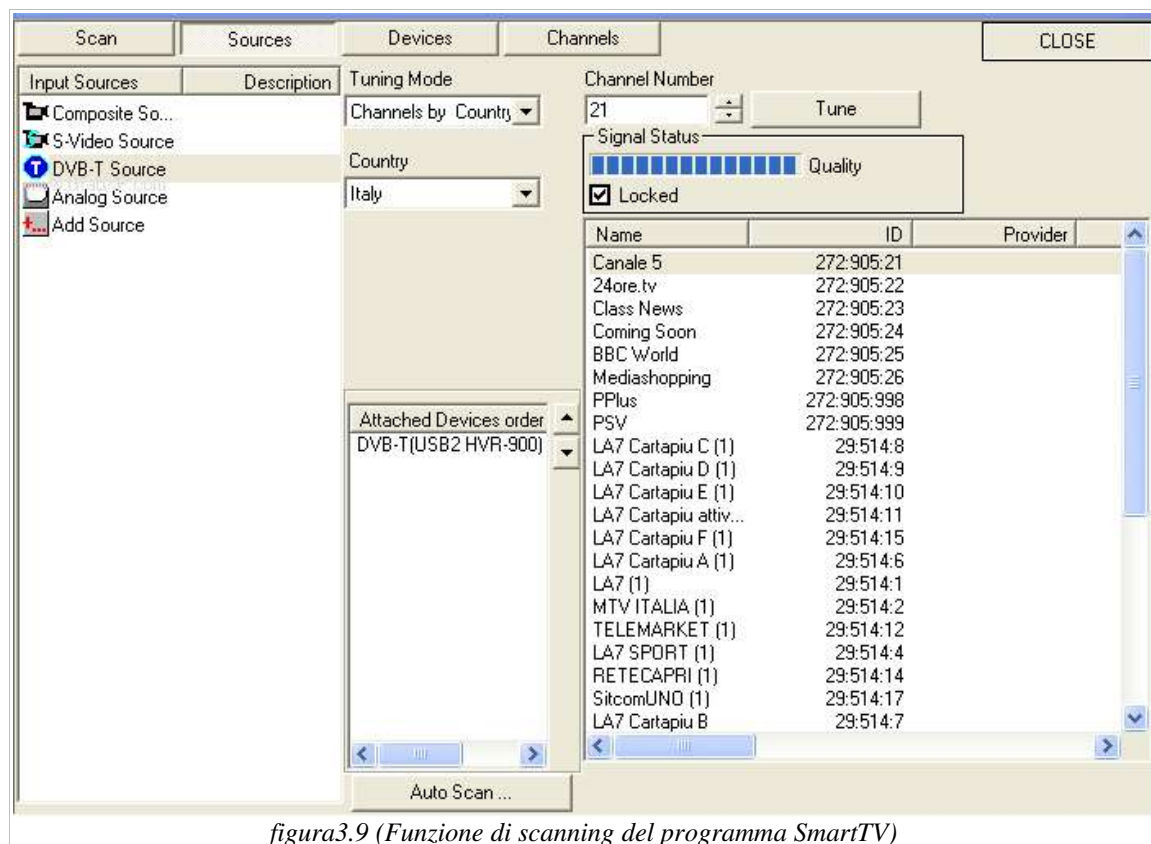 Scan Sources Devices Channels CLOSE
Input Sources Description
Composite So...
S-Video Source
DVB-T Source
Analog Source
Add Source
Tuning Mode
Channels by Country
Country
Italy
Attached Devices order
DVB-T(USB2 HVR-900)
Auto Scan ...
Channel Number
21 Tune
Signal Status
Quality
Locked
Name ID Provider
Canale 5 272:905:21
24ore.tv 272:905:22
Class News 272:905:23
Coming Soon 272:905:24
BBC World 272:905:25
Mediashopping 272:905:26
PPlus 272:905:998
PSV 272:905:999
LA7 Cartapiu C (1) 29:514:8
LA7 Cartapiu D (1) 29:514:9
LA7 Cartapiu E (1) 29:514:10
LA7 Cartapiu attiv... 29:514:11
LA7 Cartapiu F (1) 29:514:15
LA7 Cartapiu A (1) 29:514:6
LA7 (1) 29:514:1
MTV ITALIA (1) 29:514:2
TELEMARKET (1) 29:514:12
LA7 SPORT (1) 29:514:4
RETECAPRI (1) 29:514:14
SitcomUNO (1) 29:514:17
LA7 Cartapiu B 29:514:7
figura3.9 (Funzione di scanning del programma SmartTV)